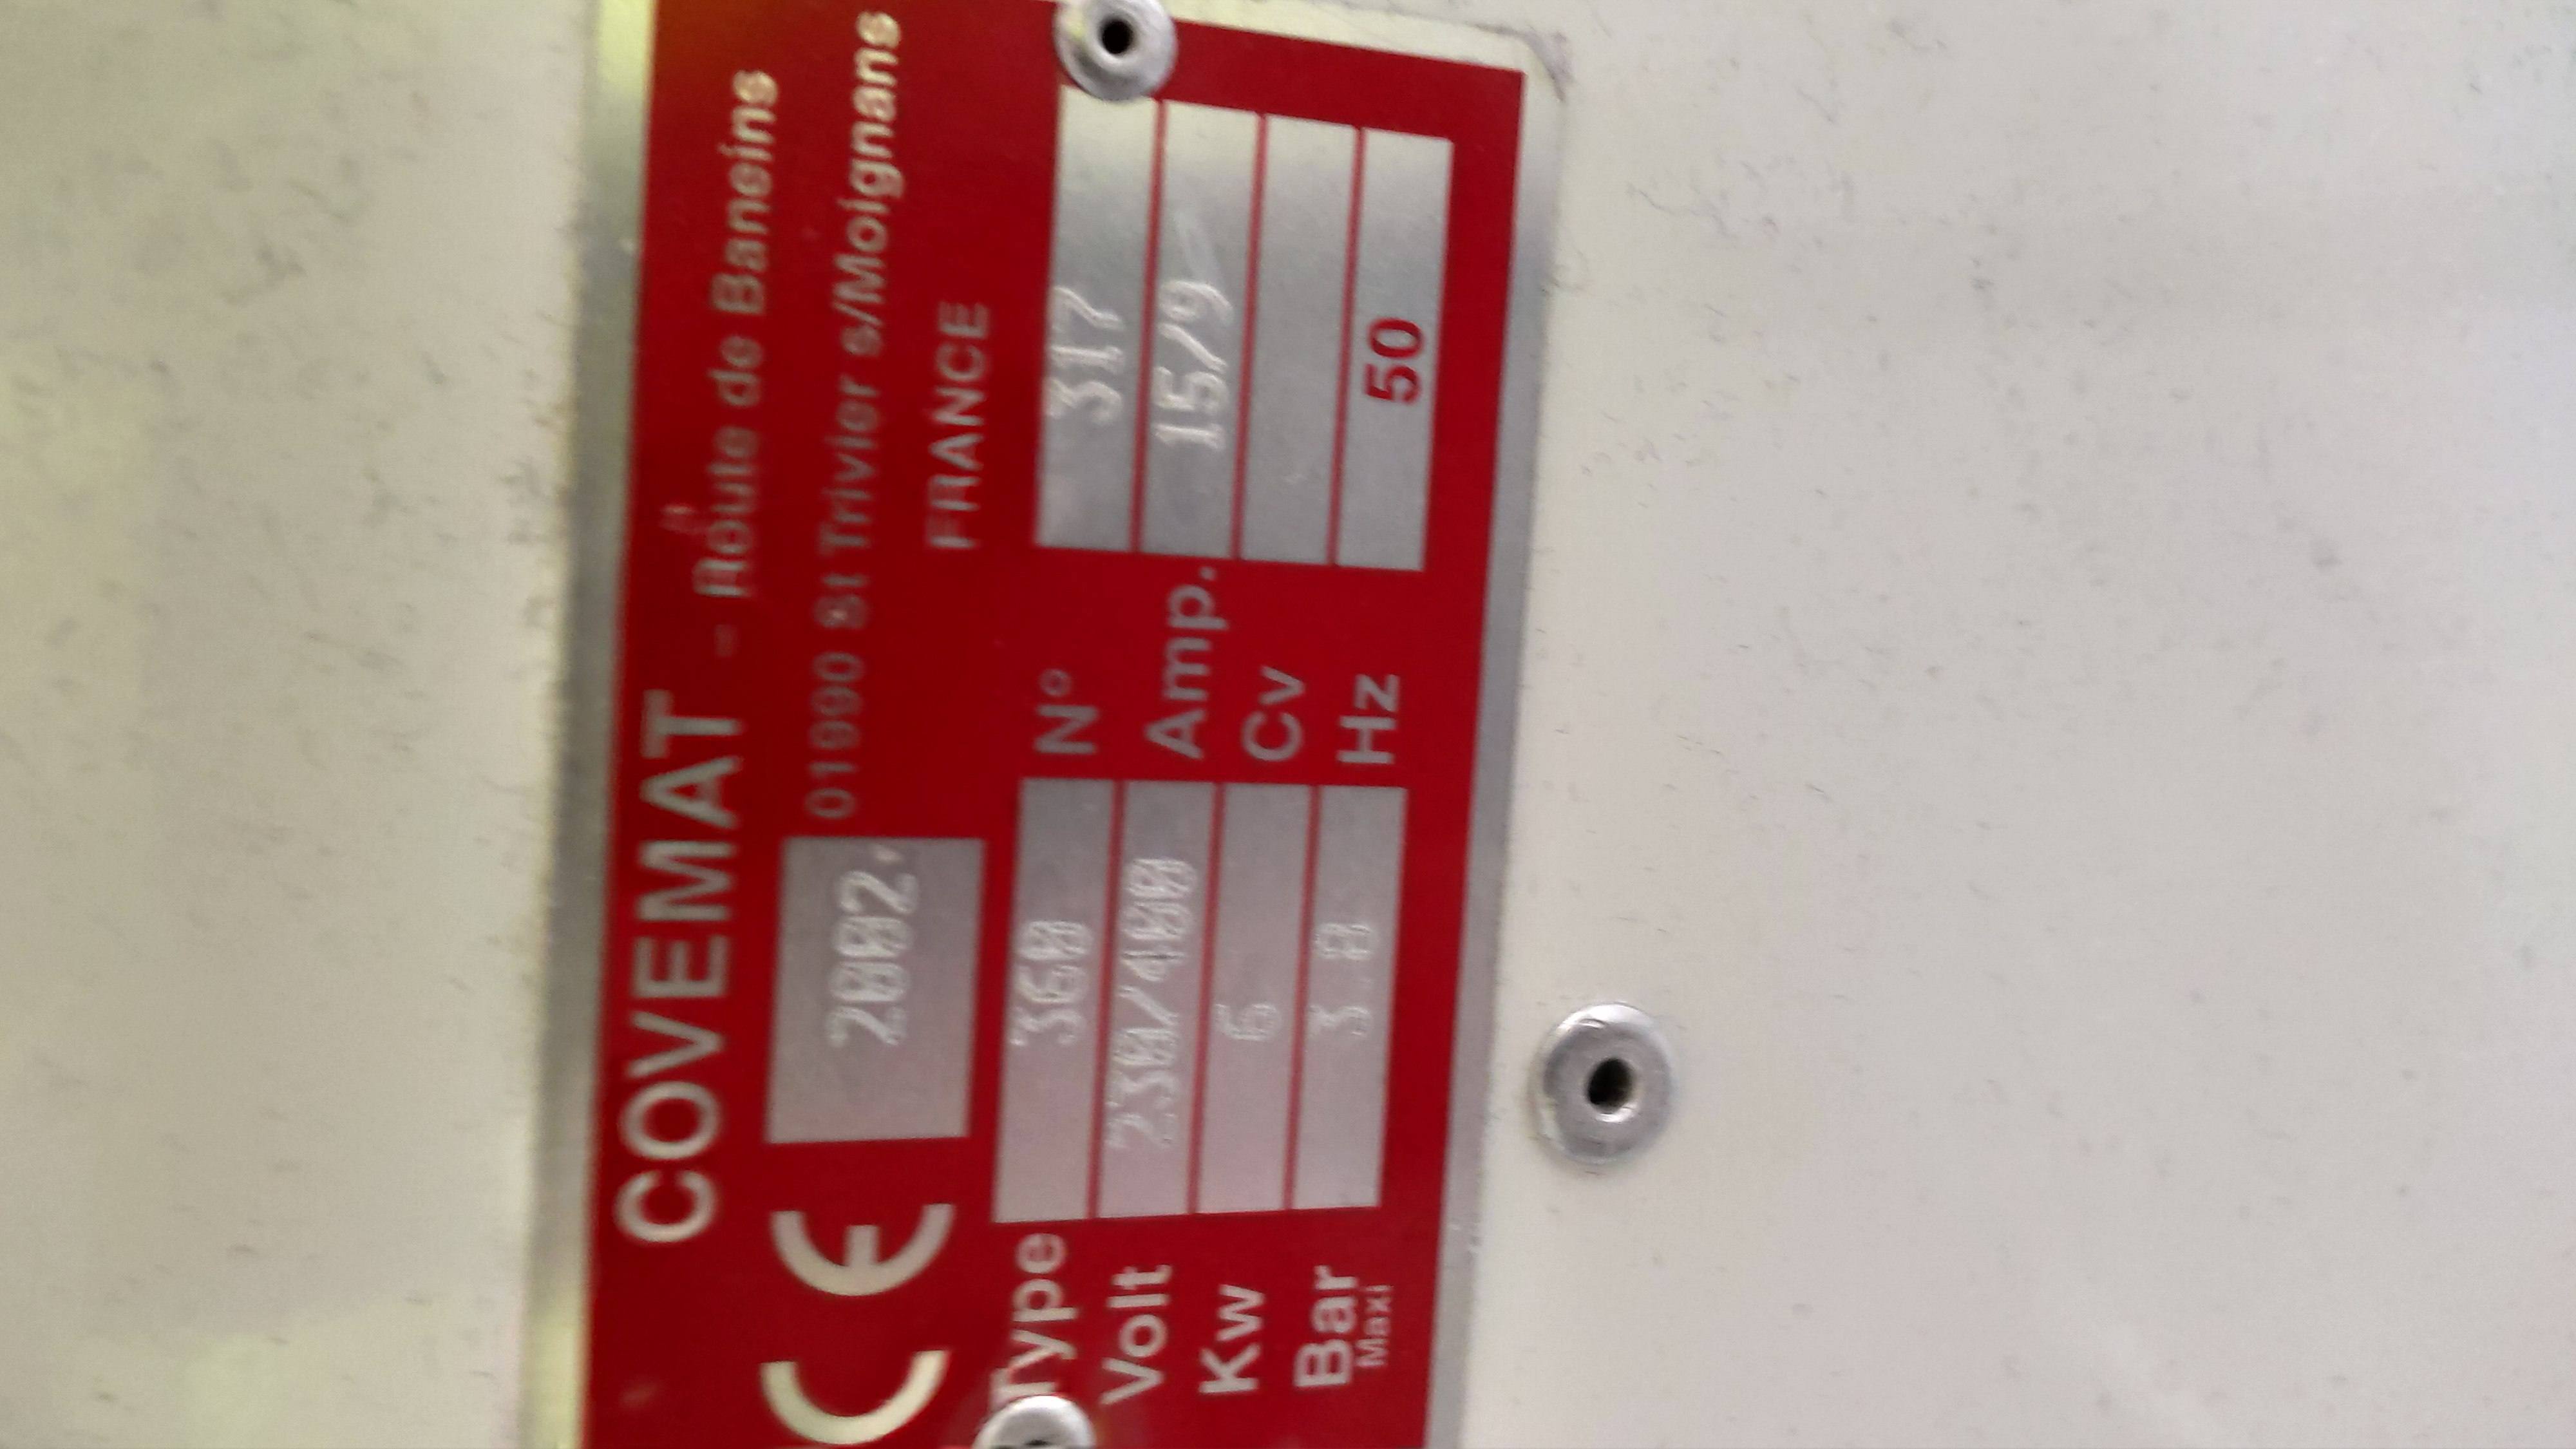 COVEMAT - Route de Baneins
CE 2002. 01990 St Trivier s/Moignans
FRANCE
Type 360 N° 317
Volt 230/400 Amp. 15/9
Kw 6 Cv
Bar Maxi 3.8 Hz 50